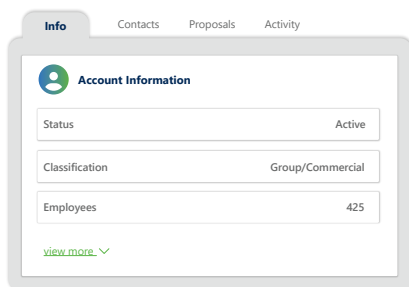 Info Contacts Proposals Activity
Account Information
Status Active
Classification Group/Commercial
Employees 425
view more